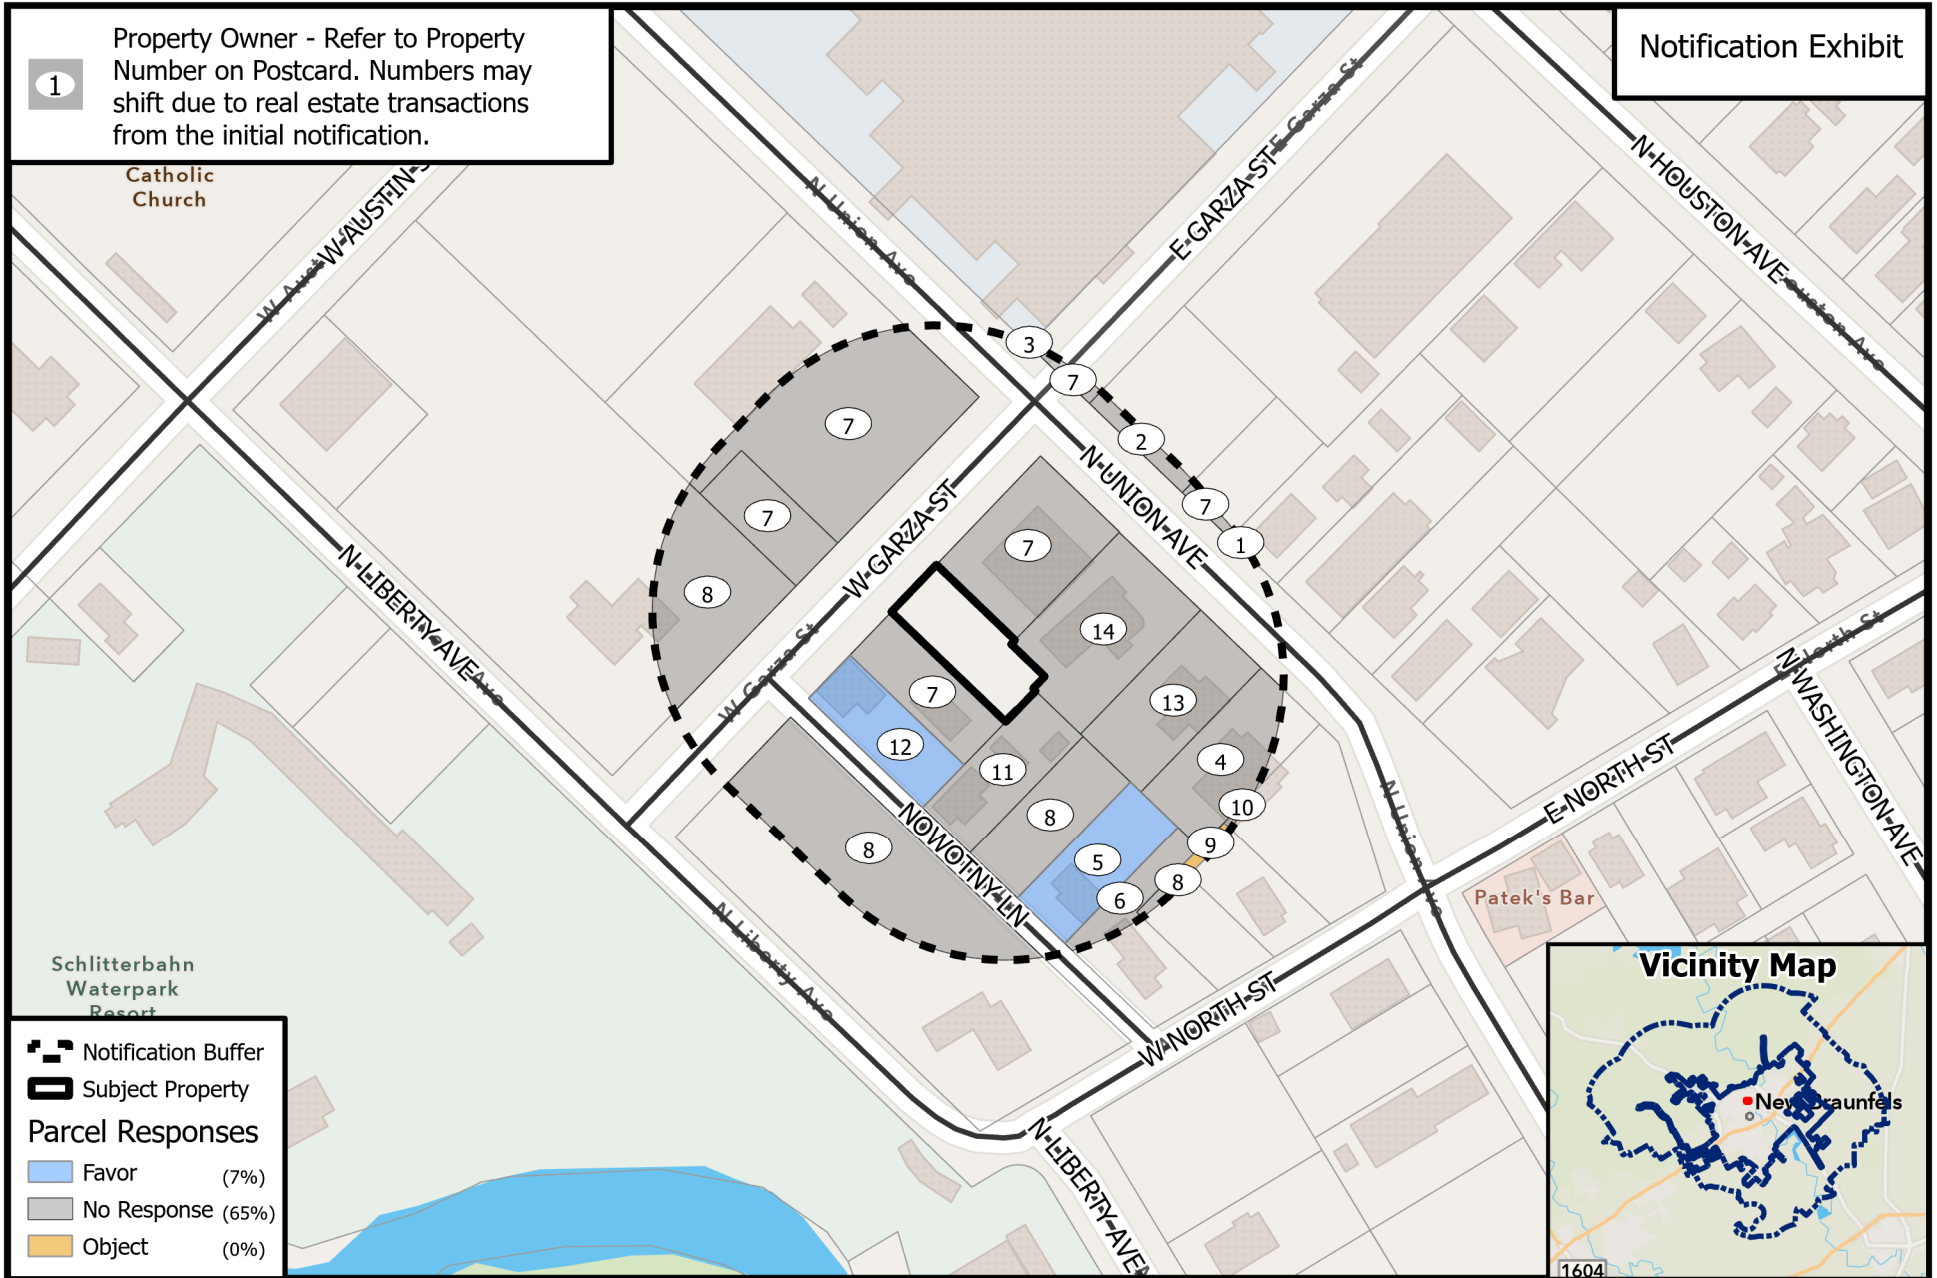 1
Property Owner - Refer to Property
Number on Postcard. Numbers may
shift due to real estate transactions
from the initial notification.
Notification Exhibit
Catholic
Church
W AUSTIN S
W Aust
N Union Ave
E GARZA ST
E Garza St
N HOUSTON AVE
ouston Ave
3
7
7
2
N UNION AVE
7
1
7
W GARZA ST
7
8
N LIBERTY AVE
Ave
14
W Garza St
7
13
12
11
4
10
8
9
8
5
8
6
NOWOTNY LN
N Liberty Ave
N Union Ave
E NORTH ST
E North St
N WASHINGTON AVE
Patek's Bar
W NORTH ST
N LIBERTY AVE
Schlitterbahn
Waterpark
Resort
Notification Buffer
Subject Property
Parcel Responses
Favor (7%)
No Response (65%)
Object (0%)
Vicinity Map
New Braunfels
1604